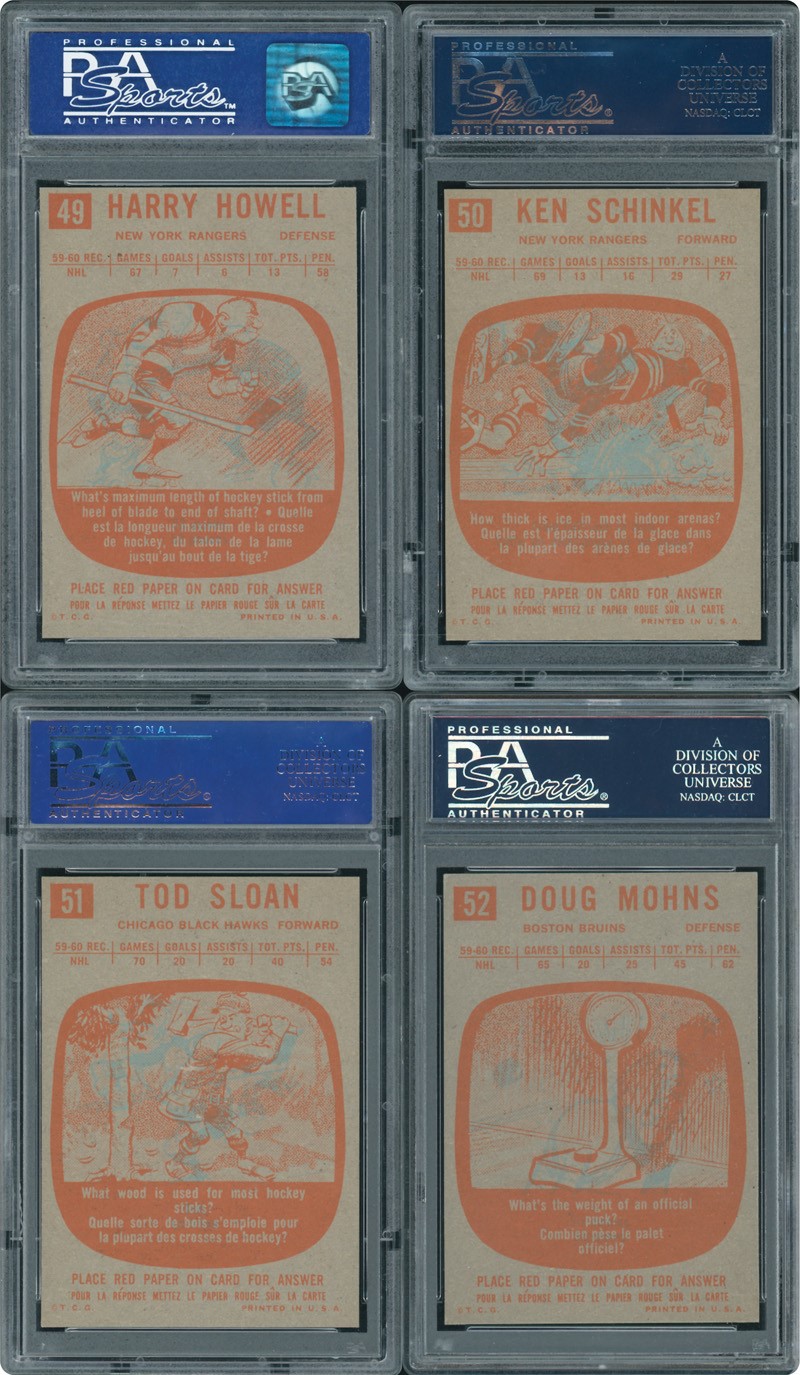 PROFESSIONAL
PSA
Sports™
AUTHENTICATOR
PSA
49 HARRY HOWELL
NEW YORK RANGERS DEFENSE
59-60 REC. GAMES GOALS ASSISTS TOT. PTS. PEN.
NHL 67 7 6 13 58
What's maximum length of hockey stick from
heel of blade to end of shaft? • Quelle
est la longueur maximum de la crosse
de hockey, du talon de la lame
jusqu'au bout de la tige?
PLACE RED PAPER ON CARD FOR ANSWER
POUR LA RÉPONSE METTEZ LE PAPIER ROUGE SUR LA CARTE
© T.C.G. PRINTED IN U.S.A.
PROFESSIONAL
PSA
Sports®
AUTHENTICATOR
A
DIVISION OF
COLLECTORS
UNIVERSE
NASDAQ: CLCT
50 KEN SCHINKEL
NEW YORK RANGERS FORWARD
59-60 REC. GAMES GOALS ASSISTS TOT. PTS. PEN.
NHL 69 13 16 29 27
How thick is ice in most indoor arenas?
Quelle est l'épaisseur de la glace dans
la plupart des arènes de glace?
PLACE RED PAPER ON CARD FOR ANSWER
POUR LA RÉPONSE METTEZ LE PAPIER ROUGE SUR LA CARTE
© T.C.G. PRINTED IN U.S.A.
PROFESSIONAL
PSA
Sports®
AUTHENTICATOR
A
DIVISION OF
COLLECTORS
UNIVERSE
NASDAQ: CLCT
51 TOD SLOAN
CHICAGO BLACK HAWKS FORWARD
59-60 REC. GAMES GOALS ASSISTS TOT. PTS. PEN.
NHL 70 20 20 40 54
What wood is used for most hockey
sticks?
Quelle sorte de bois s'emploie pour
la plupart des crosses de hockey?
PLACE RED PAPER ON CARD FOR ANSWER
POUR LA RÉPONSE METTEZ LE PAPIER ROUGE SUR LA CARTE
© T.C.G. PRINTED IN U.S.A.
PROFESSIONAL
PSA
Sports®
AUTHENTICATOR
A
DIVISION OF
COLLECTORS
UNIVERSE
NASDAQ: CLCT
52 DOUG MOHNS
BOSTON BRUINS DEFENSE
59-60 REC. GAMES GOALS ASSISTS TOT. PTS. PEN.
NHL 65 20 25 45 62
What's the weight of an official
puck?
Combien pèse le palet
officiel?
PLACE RED PAPER ON CARD FOR ANSWER
POUR LA RÉPONSE METTEZ LE PAPIER ROUGE SUR LA CARTE
© T.C.G. PRINTED IN U.S.A.